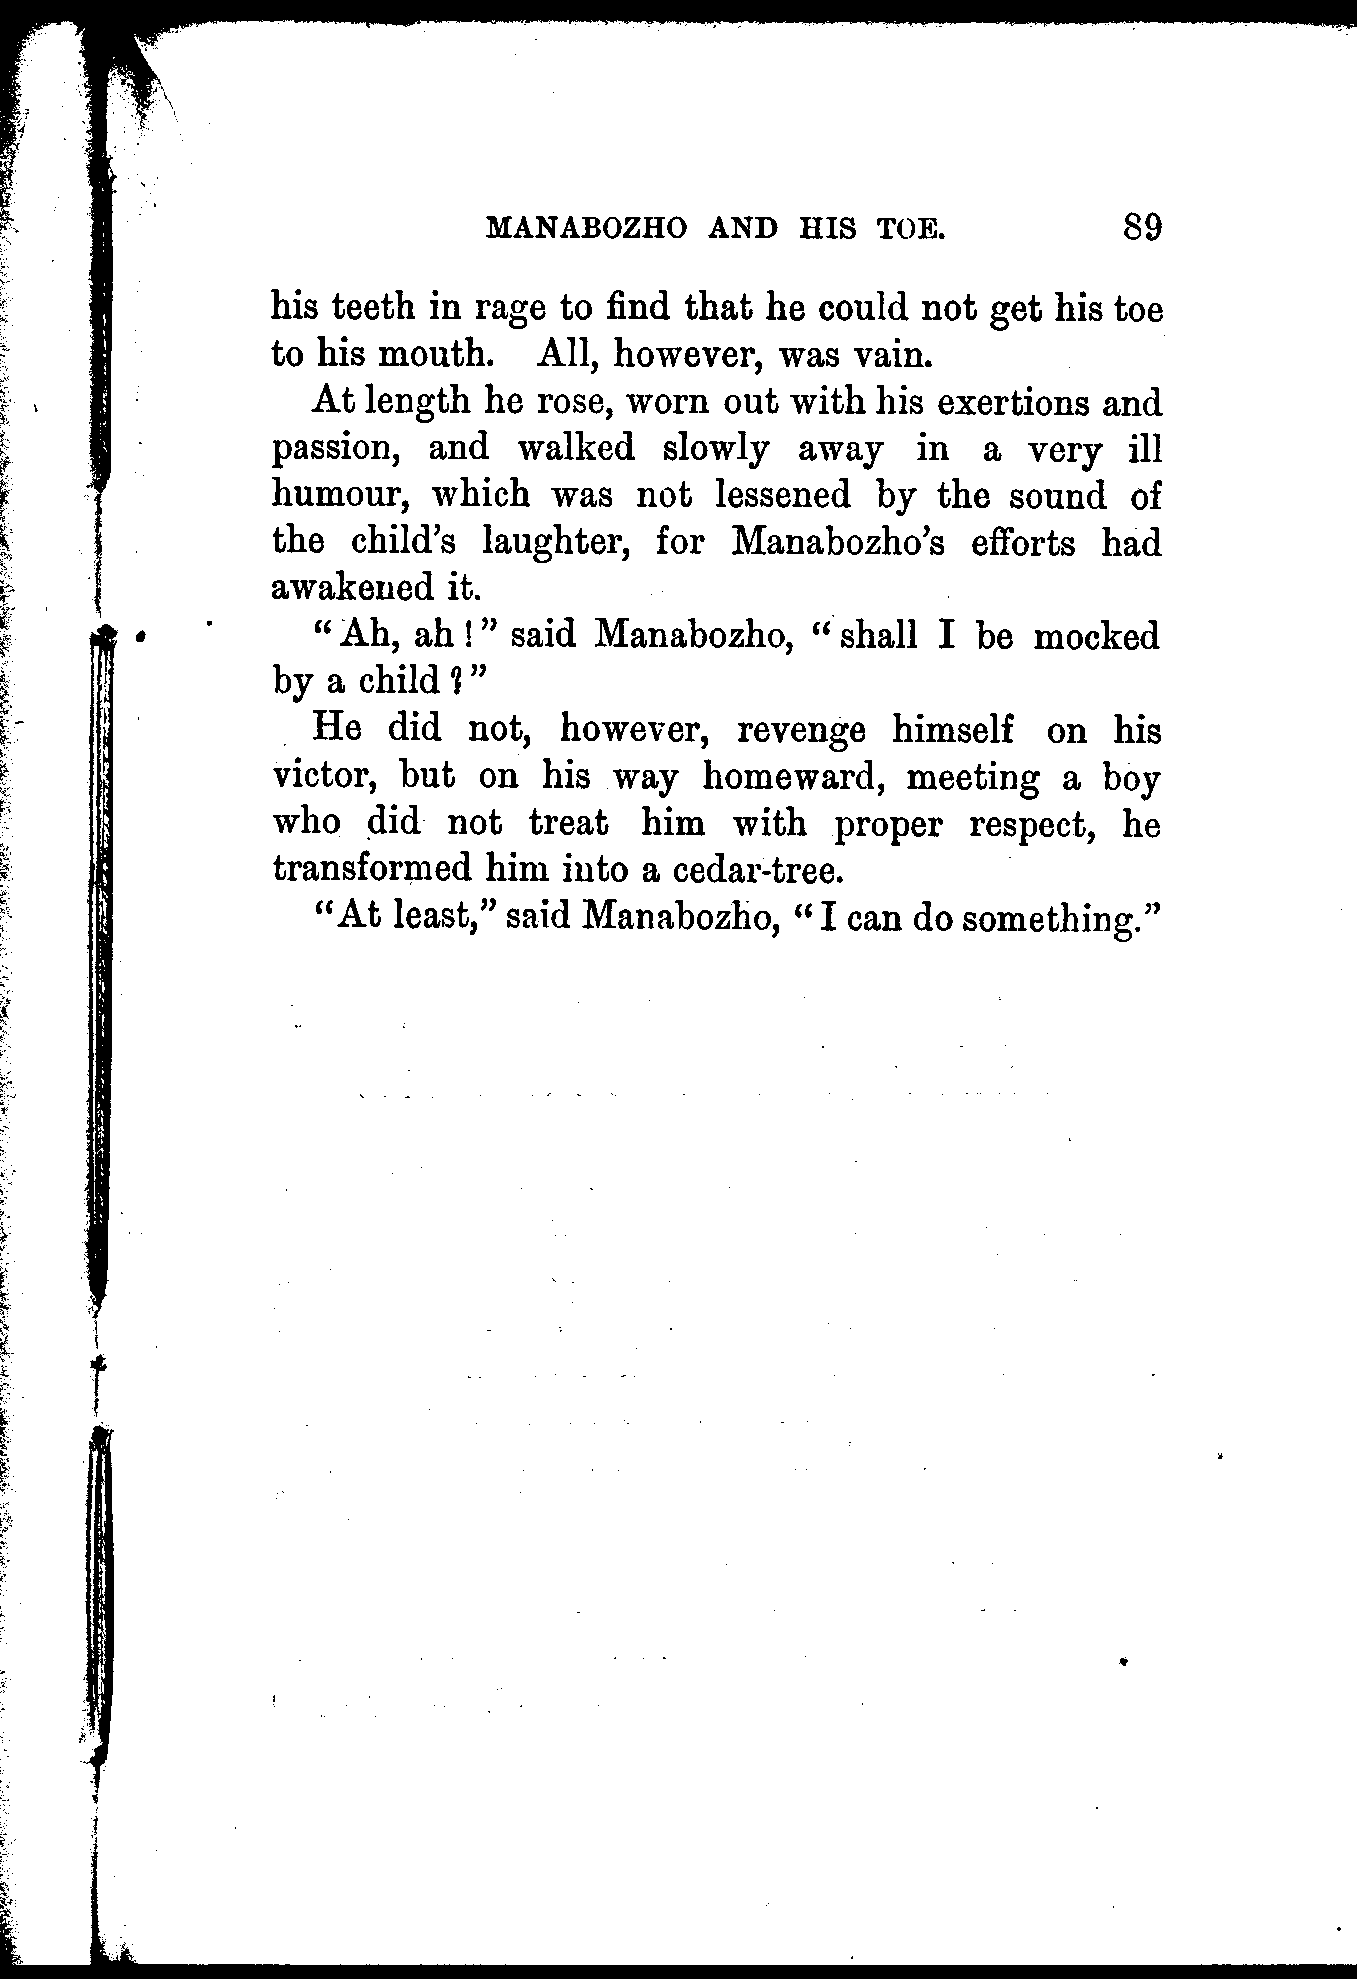 MANABOZHO AND HIS TOE. 89
his teeth in rage to find that he could not get his toe
to his mouth. All, however, was vain.
At length he rose, worn out with his exertions and
passion, and walked slowly away in a very ill
humour, which was not lessened by the sound of
the child's laughter, for Manabozho's efforts had
awakened it.
"Ah, ah!" said Manabozho, "shall I be mocked
by a child?"
He did not, however, revenge himself on his
victor, but on his way homeward, meeting a boy
who did not treat him with proper respect, he
transformed him into a cedar-tree.
"At least," said Manabozho, "I can do something."